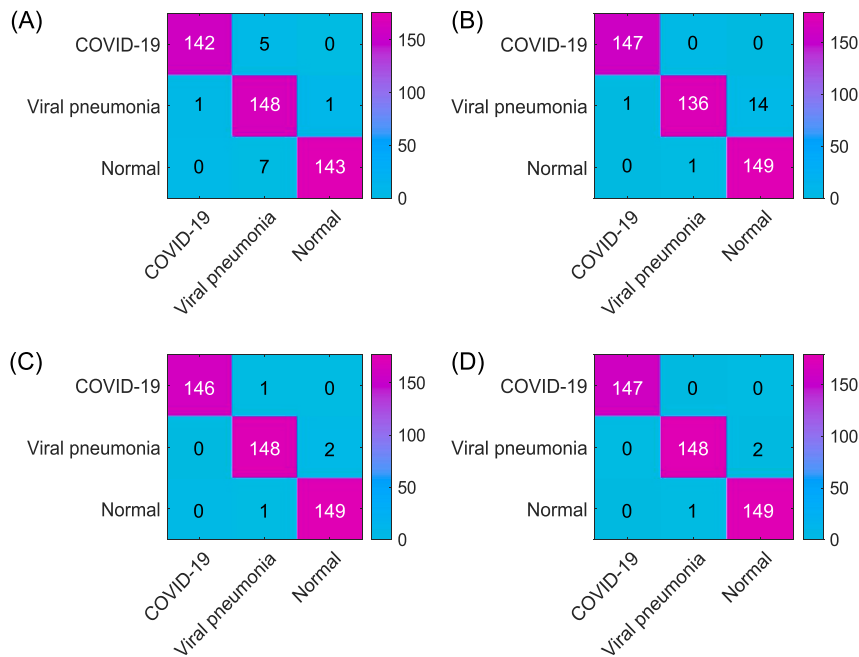 (A)
COVID-19 142 5 0
Viral pneumonia 1 148 1
Normal 0 7 143
COVID-19 Viral pneumonia Normal
150
100
50
0
(B)
COVID-19 147 0 0
Viral pneumonia 1 136 14
Normal 0 1 149
COVID-19 Viral pneumonia Normal
150
100
50
0
(C)
COVID-19 146 1 0
Viral pneumonia 0 148 2
Normal 0 1 149
COVID-19 Viral pneumonia Normal
150
100
50
0
(D)
COVID-19 147 0 0
Viral pneumonia 0 148 2
Normal 0 1 149
COVID-19 Viral pneumonia Normal
150
100
50
0